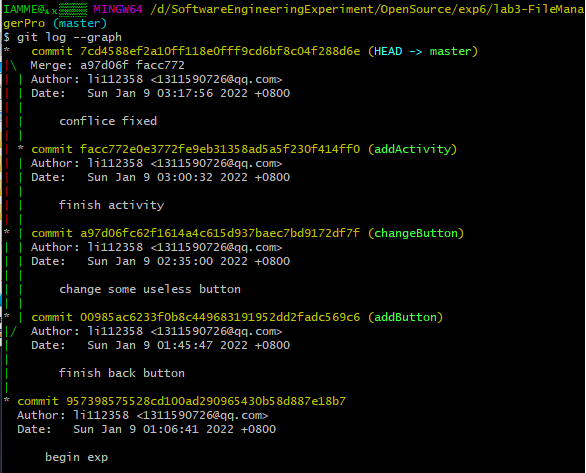 IAMME@ MINGW64 /d/SoftwareEngineeringExperiment/OpenSource/exp6/lab3-FileMana
gerPro (master)
$ git log --graph
*   commit 7cd4588ef2a10ff118e0fff9cd6bf8c04f288d6e (HEAD -> master)
|\  Merge: a97d06f facc772
| | Author: li112358 <1311590726@qq.com>
| | Date:   Sun Jan 9 03:17:56 2022 +0800
| |
| |     conflice fixed
| |
| * commit facc772e0e3772fe9eb31358ad5a5f230f414ff0 (addActivity)
| | Author: li112358 <1311590726@qq.com>
| | Date:   Sun Jan 9 03:00:32 2022 +0800
| |
| |     finish activity
| |
* | commit a97d06fc62f1614a4c615d937baec7bd9172df7f (changeButton)
| | Author: li112358 <1311590726@qq.com>
| | Date:   Sun Jan 9 02:35:00 2022 +0800
| |
| |     change some useless button
| |
* | commit 00985ac6233f0b8c449683191952dd2fadc569c6 (addButton)
|/  Author: li112358 <1311590726@qq.com>
|   Date:   Sun Jan 9 01:45:47 2022 +0800
|
|       finish back button
|
* commit 957398575528cd100ad290965430b58d887e18b7
  Author: li112358 <1311590726@qq.com>
  Date:   Sun Jan 9 01:06:41 2022 +0800

      begin exp